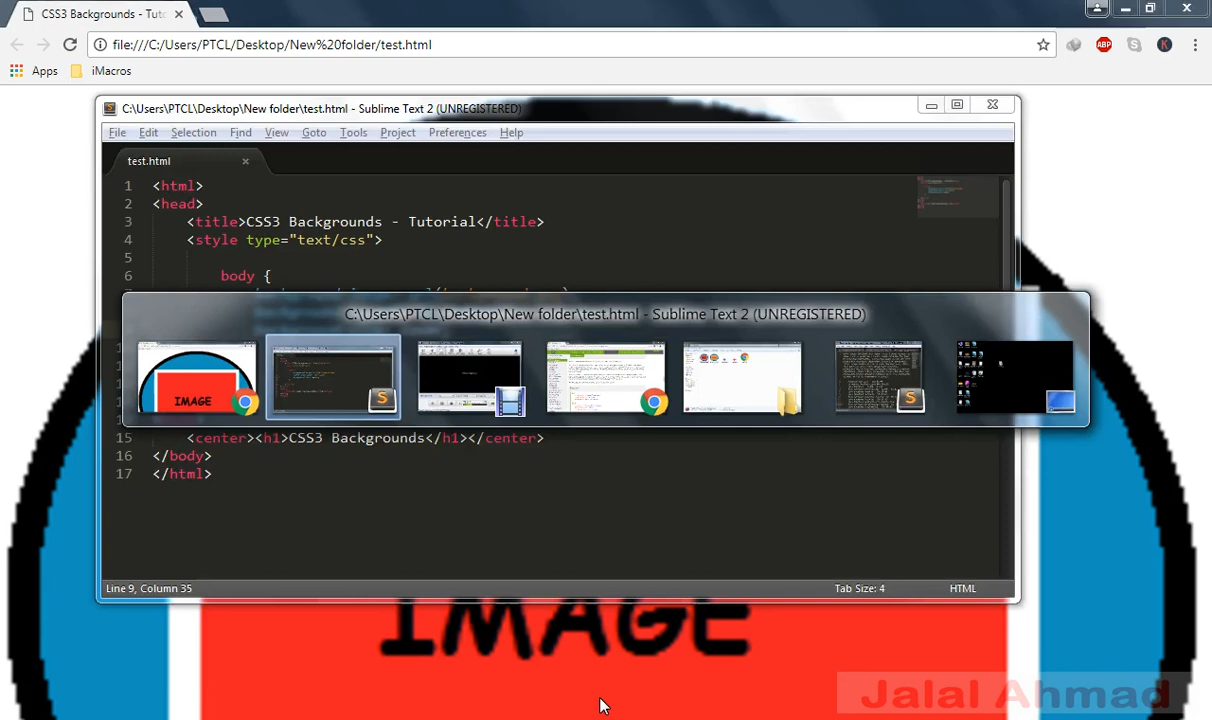 CSS3 Backgrounds - Tuto
file:///C:/Users/PTCL/Desktop/New%20folder/test.html
ABP
S
K
Apps
iMacros
C:\Users\PTCL\Desktop\New folder\test.html - Sublime Text 2 (UNREGISTERED)
File Edit Selection Find View Goto Tools Project Preferences Help
test.html
1 <html>
2 <head>
3 <title>CSS3 Backgrounds - Tutorial</title>
4 <style type="text/css">
5
6 body {
C:\Users\PTCL\Desktop\New folder\test.html - Sublime Text 2 (UNREGISTERED)
IMAGE
15 <center><h1>CSS3 Backgrounds</h1></center>
16 </body>
17 </html>
Line 9, Column 35
Tab Size: 4
HTML
IMAGE
Jalal Ahmad